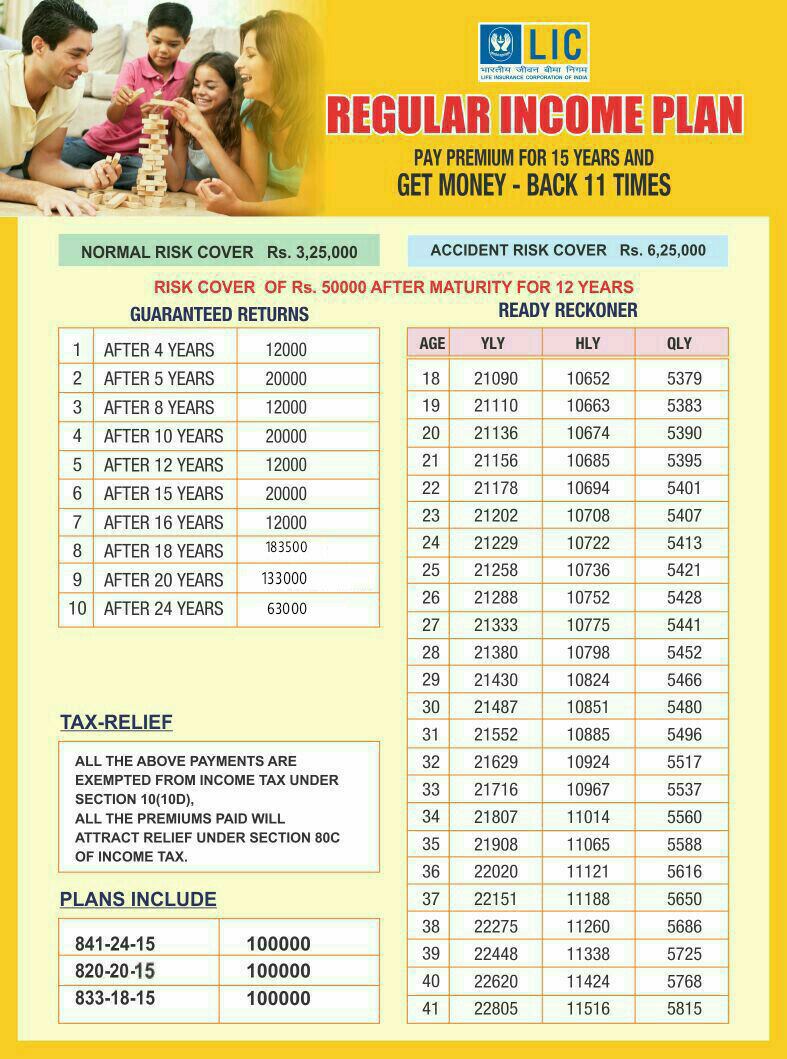 LIC
भारतीय जीवन बीमा निगम
LIFE INSURANCE CORPORATION OF INDIA
REGULAR INCOME PLAN
PAY PREMIUM FOR 15 YEARS AND
GET MONEY - BACK 11 TIMES
NORMAL RISK COVER Rs. 3,25,000
ACCIDENT RISK COVER Rs. 6,25,000
RISK COVER OF Rs. 50000 AFTER MATURITY FOR 12 YEARS
GUARANTEED RETURNS
1 AFTER 4 YEARS 12000
2 AFTER 5 YEARS 20000
3 AFTER 8 YEARS 12000
4 AFTER 10 YEARS 20000
5 AFTER 12 YEARS 12000
6 AFTER 15 YEARS 20000
7 AFTER 16 YEARS 12000
8 AFTER 18 YEARS 183500
9 AFTER 20 YEARS 133000
10 AFTER 24 YEARS 63000
TAX-RELIEF
ALL THE ABOVE PAYMENTS ARE
EXEMPTED FROM INCOME TAX UNDER
SECTION 10(10D),
ALL THE PREMIUMS PAID WILL
ATTRACT RELIEF UNDER SECTION 80C
OF INCOME TAX.
PLANS INCLUDE
841-24-15 100000
820-20-15 100000
833-18-15 100000
READY RECKONER
AGE YLY HLY QLY
18 21090 10652 5379
19 21110 10663 5383
20 21136 10674 5390
21 21156 10685 5395
22 21178 10694 5401
23 21202 10708 5407
24 21229 10722 5413
25 21258 10736 5421
26 21288 10752 5428
27 21333 10775 5441
28 21380 10798 5452
29 21430 10824 5466
30 21487 10851 5480
31 21552 10885 5496
32 21629 10924 5517
33 21716 10967 5537
34 21807 11014 5560
35 21908 11065 5588
36 22020 11121 5616
37 22151 11188 5650
38 22275 11260 5686
39 22448 11338 5725
40 22620 11424 5768
41 22805 11516 5815